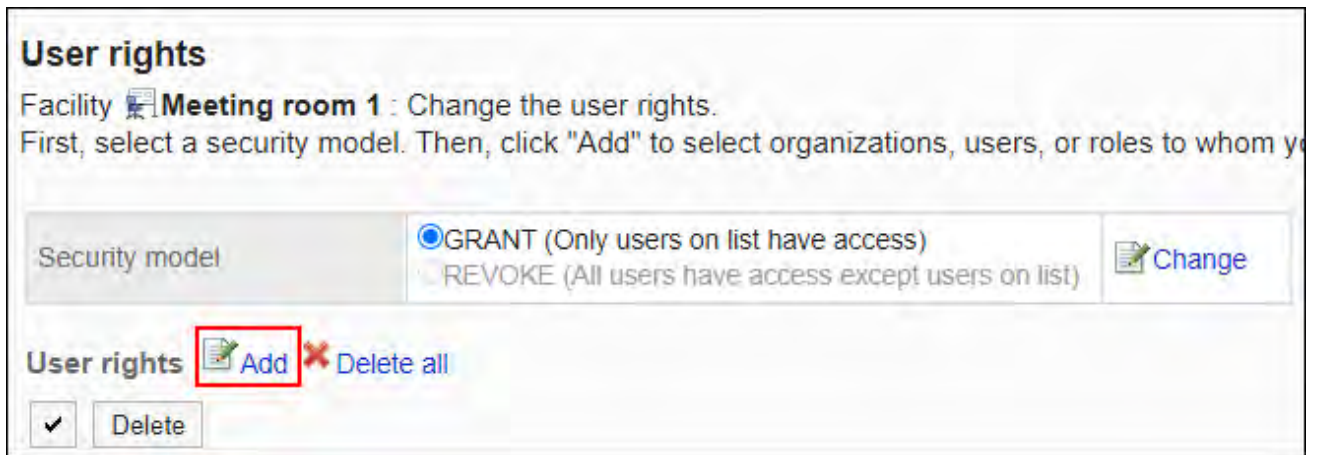 User rights
Facility Meeting room 1 : Change the user rights.
First, select a security model. Then, click "Add" to select organizations, users, or roles to whom
Security model
GRANT (Only users on list have access)
REVOKE (All users have access except users on list)
Change
User rights Add Delete all
Delete